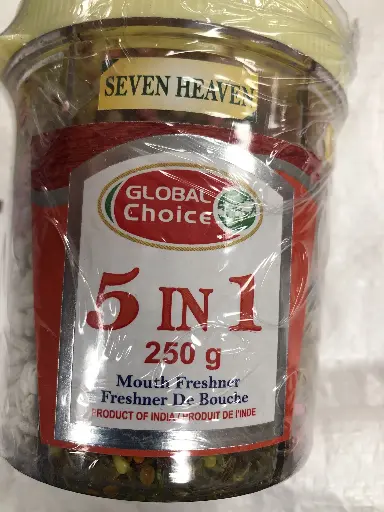 SEVEN HEAVEN
GLOBAL
Choice
5 IN 1
250 g
Mouth Freshner
Freshner De Bouche
PRODUCT OF INDIA / PRODUIT DE l'INDE